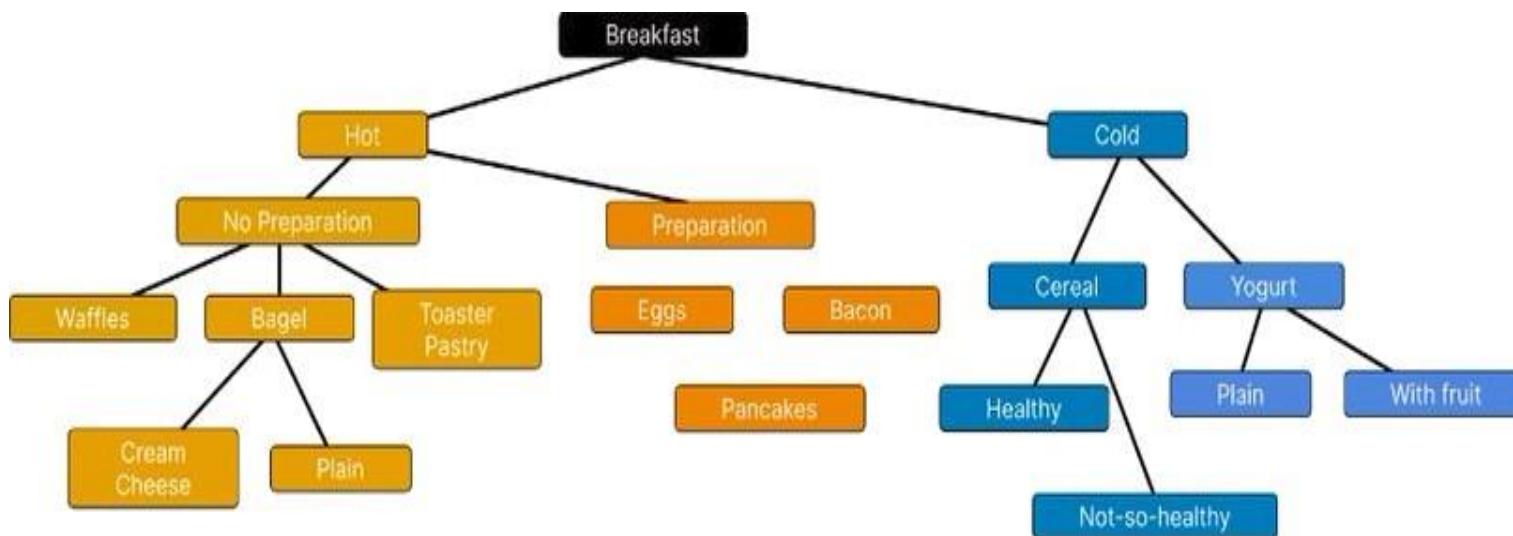 Breakfast
Hot
Cold
No Preparation
Preparation
Cereal
Yogurt
Waffles
Bagel
Toaster
Pastry
Eggs
Bacon
Pancakes
Healthy
Plain
With fruit
Cream
Cheese
Plain
Not-so-healthy